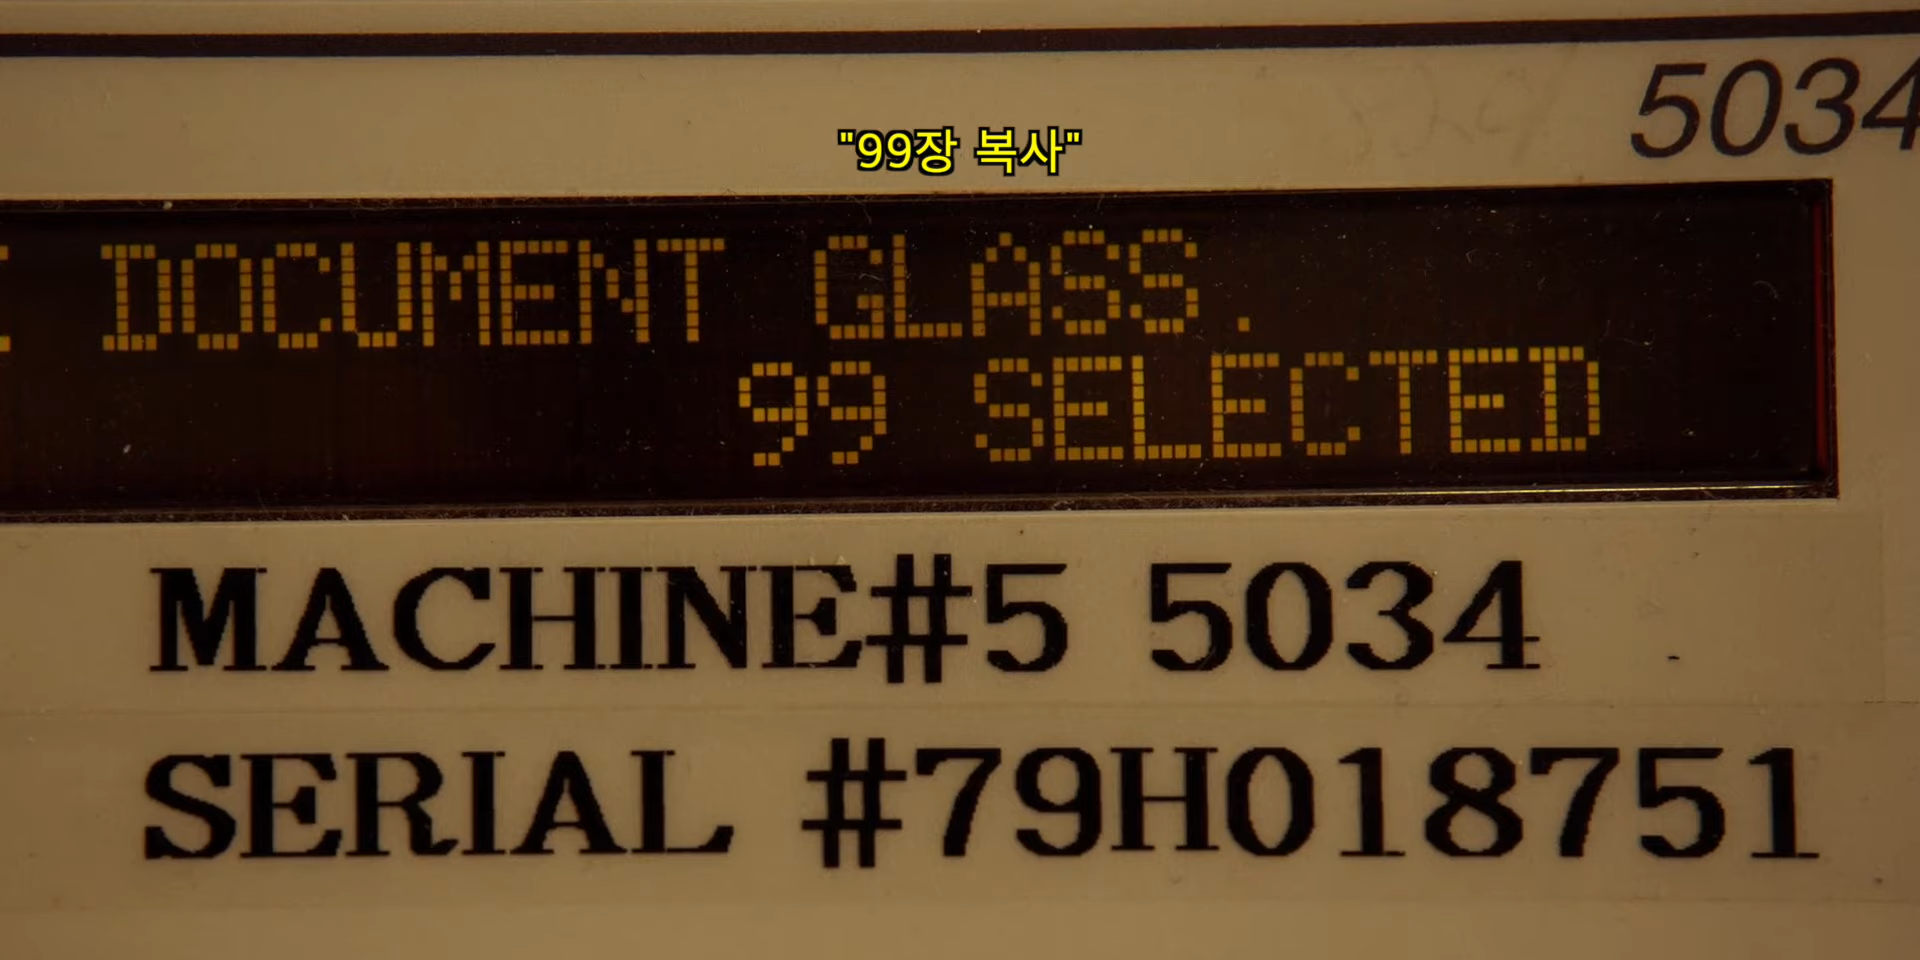 5034
"99장 복사"
DOCUMENT GLASS.
99 SELECTED
MACHINE#5 5034
SERIAL #79H018751